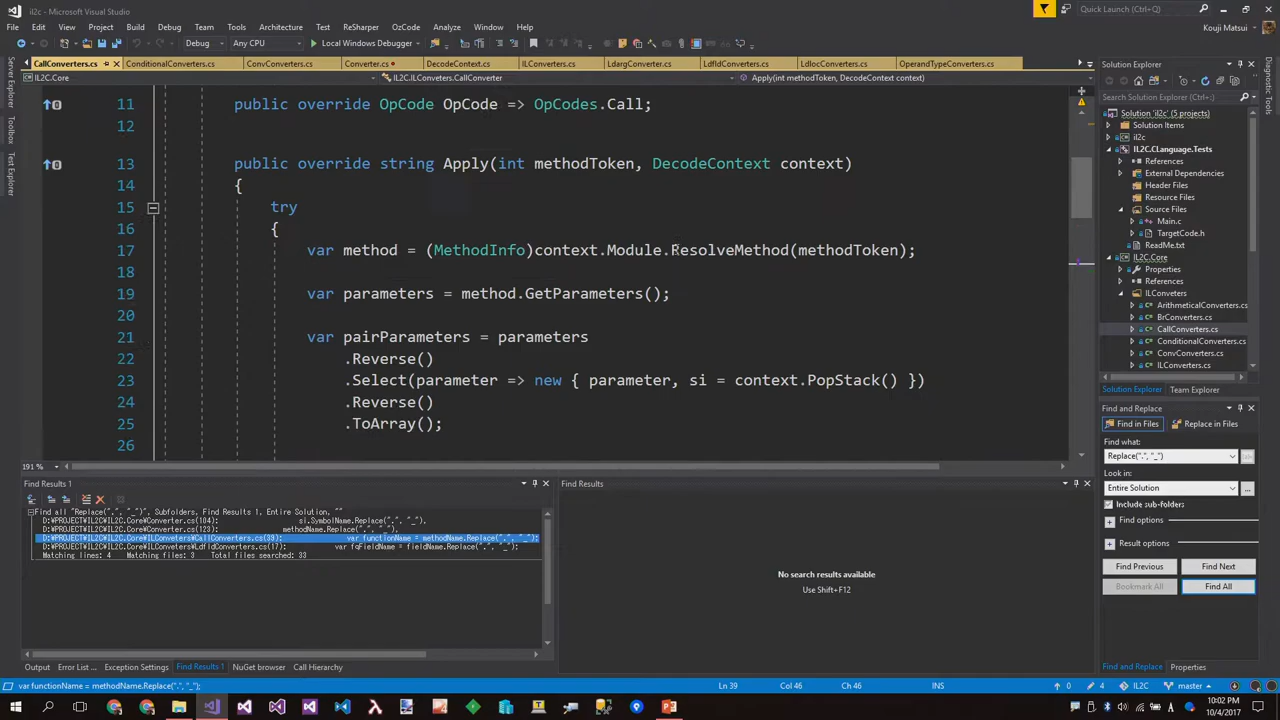 il2c - Microsoft Visual Studio
Quick Launch (Ctrl+Q)
File Edit View Project Build Debug Team Tools Test ReSharper OzCode Analyze Window Help
Kouji Matsui
Debug Any CPU Local Windows Debugger
CallConverters.cs ConditionalConverters.cs ConvConverters.cs Converter.cs DecodeContext.cs ILConverters.cs LdargConverter.cs LdfldConverters.cs LdlocConverters.cs OperandTypeConverters.cs
IL2C.Core IL2C.ILConveters.CallConverter Apply(int methodToken, DecodeContext context)
Server Explorer
Toolbox
Test Explorer
11 public override OpCode OpCode => OpCodes.Call;
12
13 public override string Apply(int methodToken, DecodeContext context)
14 {
15 try
16 {
17 var method = (MethodInfo)context.Module.ResolveMethod(methodToken);
18
19 var parameters = method.GetParameters();
20
21 var pairParameters = parameters
22 .Reverse()
23 .Select(parameter => new { parameter, si = context.PopStack() })
24 .Reverse()
25 .ToArray();
26
191 %
Solution Explorer
Search Solution Explorer
Solution 'il2c' (5 projects)
Solution Items
il2c
IL2C.CLanguage.Tests
References
External Dependencies
Header Files
Resource Files
Source Files
Main.c
TargetCode.h
ReadMe.txt
IL2C.Core
Properties
References
ILConveters
ArithmeticalConverters.cs
BrConverters.cs
CallConverters.cs
ConditionalConverters.cs
ConvConverters.cs
ILConverters.cs
Solution Explorer Team Explorer
Diagnostic Tools
Find and Replace
Find in Files Replace in Files
Find what:
Replace(".", "_")
Look in:
Entire Solution
Include sub-folders
Find options
Result options
Find Previous Find Next
Bookmark All Find All
Find and Replace Properties
Find Results 1
Find all "Replace(".", "_")", Subfolders, Find Results 1, Entire Solution, ""
D:¥PROJECT¥IL2C¥IL2C.Core¥Converter.cs(104): si.SymbolName.Replace(".", "_"),
D:¥PROJECT¥IL2C¥IL2C.Core¥Converter.cs(123): methodName.Replace(".", "_"),
D:¥PROJECT¥IL2C¥IL2C.Core¥ILConveters¥CallConverters.cs(39): var functionName = methodName.Replace(".", "_");
D:¥PROJECT¥IL2C¥IL2C.Core¥ILConveters¥LdfldConverters.cs(17): var fqFieldName = fieldName.Replace(".", "_");
Matching lines: 4 Matching files: 3 Total files searched: 33
Find Results
No search results available
Use Shift+F12
Output Error List ... Exception Settings Find Results 1 NuGet browser Call Hierarchy
var functionName = methodName.Replace(".", "_");
Ln 39 Col 46 Ch 46 INS 0 4 IL2C master
10:02 PM
10/4/2017